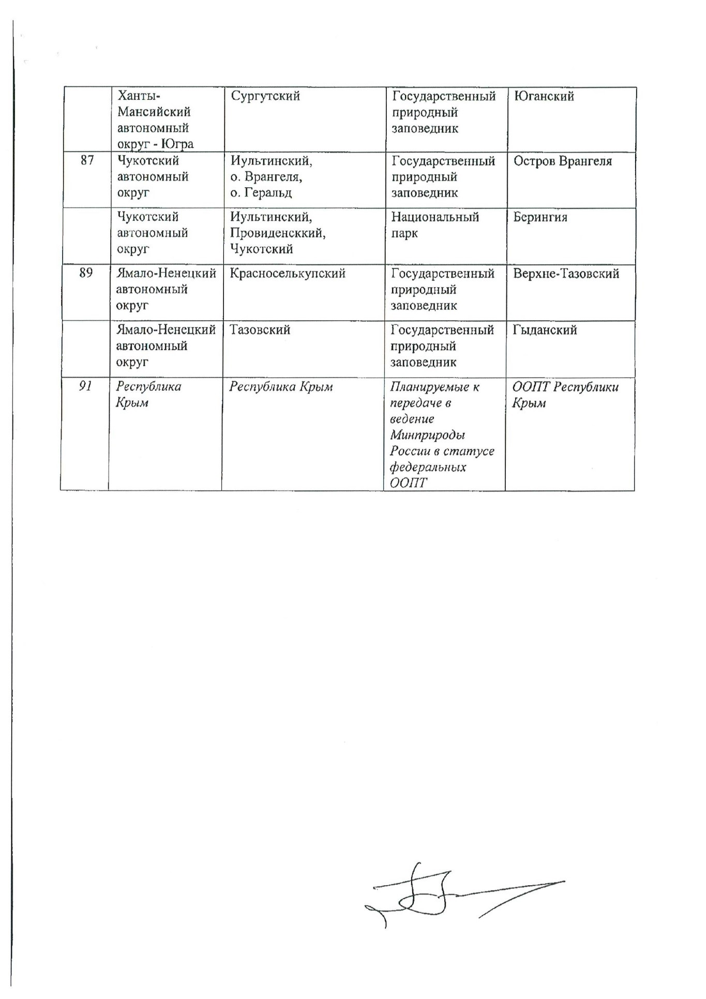 Ханты-
Мансийский
автономный
округ - Югра
Сургутский
Государственный
природный
заповедник
Юганский
87
Чукотский
автономный
округ
Иультинский,
о. Врангеля,
о. Геральд
Государственный
природный
заповедник
Остров Врангеля
Чукотский
автономный
округ
Иультинский,
Провиденсккий,
Чукотский
Национальный
парк
Берингия
89
Ямало-Ненецкий
автономный
округ
Красноселькупский
Государственный
природный
заповедник
Верхне-Тазовский
Ямало-Ненецкий
автономный
округ
Тазовский
Государственный
природный
заповедник
Гыданский
91
Республика
Крым
Республика Крым
Планируемые к
передаче в
ведение
Минприроды
России в статусе
федеральных
ООПТ
ООПТ Республики
Крым